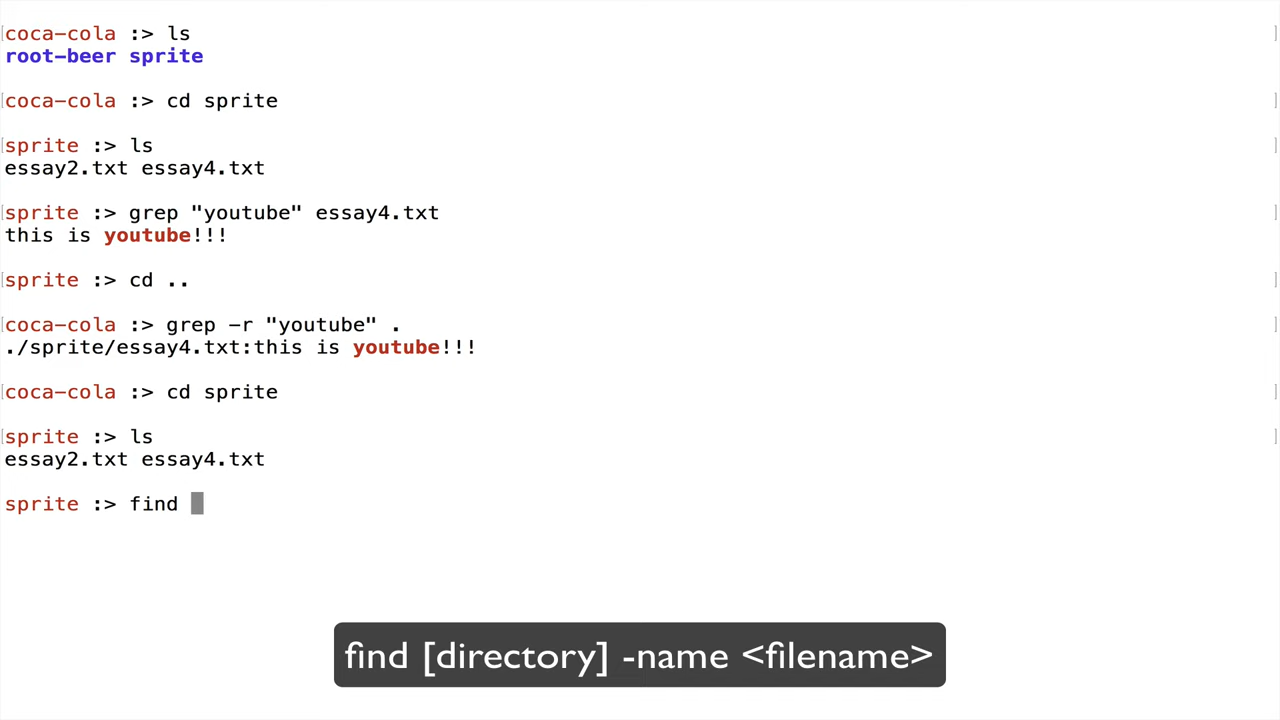 coca-cola :> ls
root-beer sprite
coca-cola :> cd sprite
sprite :> ls
essay2.txt essay4.txt
sprite :> grep "youtube" essay4.txt
this is youtube!!!
sprite :> cd ..
coca-cola :> grep -r "youtube" .
./sprite/essay4.txt:this is youtube!!!
coca-cola :> cd sprite
sprite :> ls
essay2.txt essay4.txt
sprite :> find
find [directory] -name <filename>